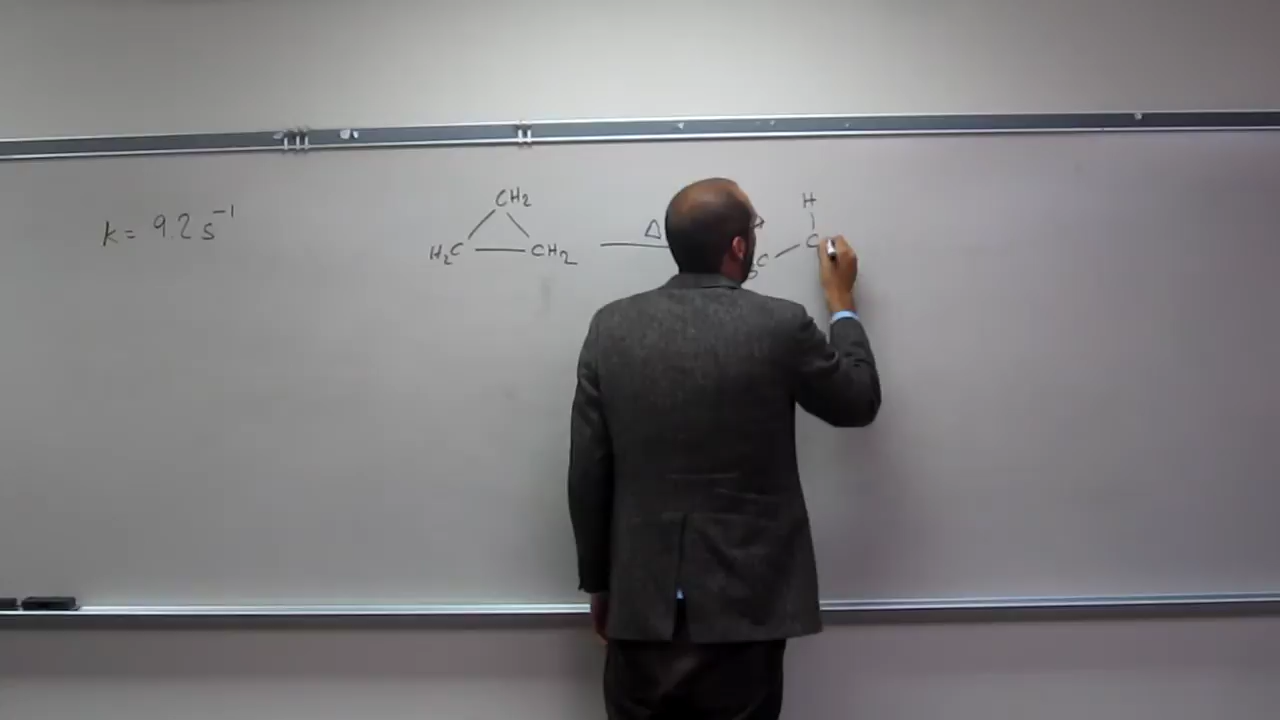 k = 9.2 s⁻¹
CH₂
H₂C — CH₂
Δ
H
C — C